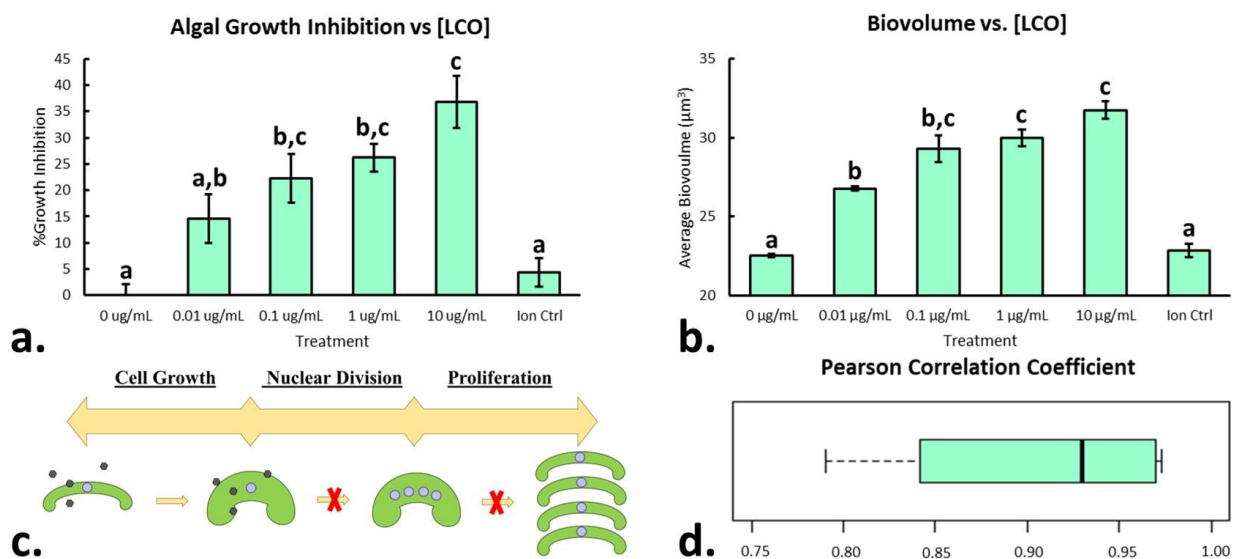 Algal Growth Inhibition vs [LCO]
%Growth Inhibition
45
40
35
30
25
20
15
10
5
0
a
a,b
b,c
b,c
c
a
0 ug/mL 0.01 ug/mL 0.1 ug/mL 1 ug/mL 10 ug/mL Ion Ctrl
Treatment
a.
Biovolume vs. [LCO]
Average Biovoulme (µm³)
35
30
25
20
a
b
b,c
c
c
a
0 µg/mL 0.01 µg/mL 0.1 µg/mL 1 µg/mL 10 µg/mL Ion Ctrl
Treatment
b.
Cell Growth Nuclear Division Proliferation
c.
Pearson Correlation Coefficient
0.75 0.80 0.85 0.90 0.95 1.00
d.